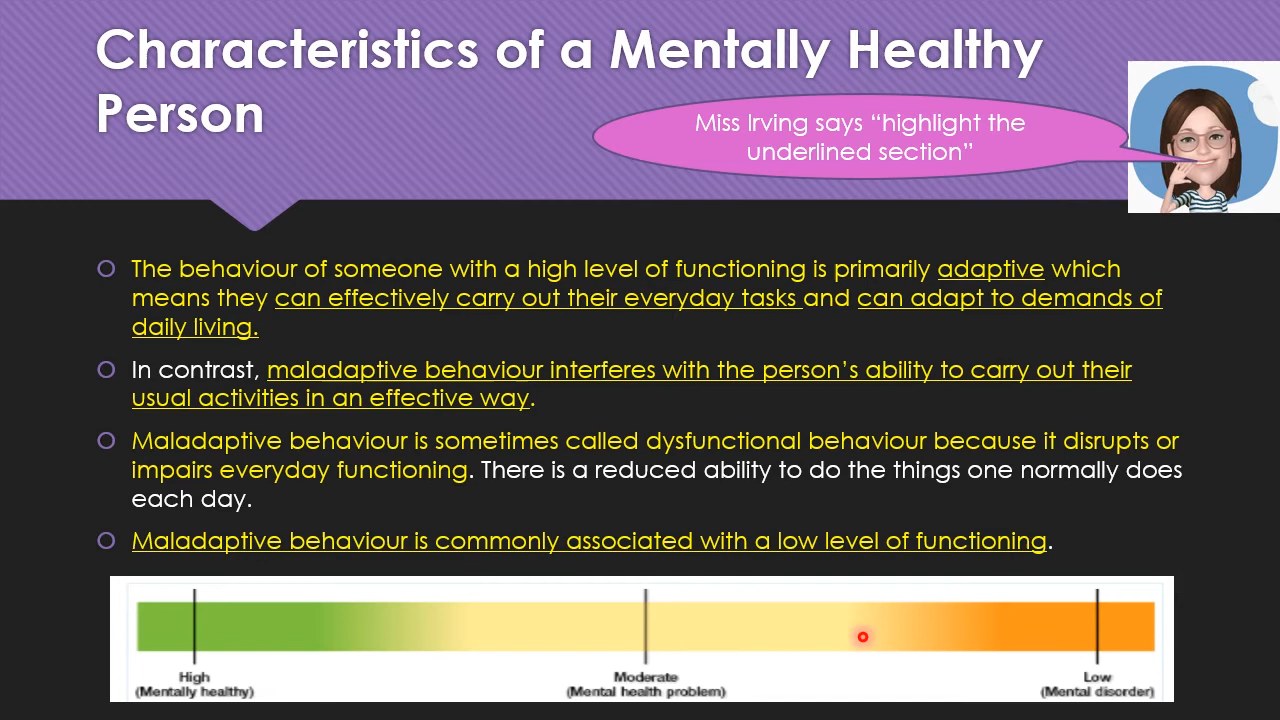 Characteristics of a Mentally Healthy
Person
Miss Irving says “highlight the
underlined section”
The behaviour of someone with a high level of functioning is primarily adaptive which
means they can effectively carry out their everyday tasks and can adapt to demands of
daily living.
In contrast, maladaptive behaviour interferes with the person’s ability to carry out their
usual activities in an effective way.
Maladaptive behaviour is sometimes called dysfunctional behaviour because it disrupts or
impairs everyday functioning. There is a reduced ability to do the things one normally does
each day.
Maladaptive behaviour is commonly associated with a low level of functioning.
High
(Mentally healthy)
Moderate
(Mental health problem)
Low
(Mental disorder)